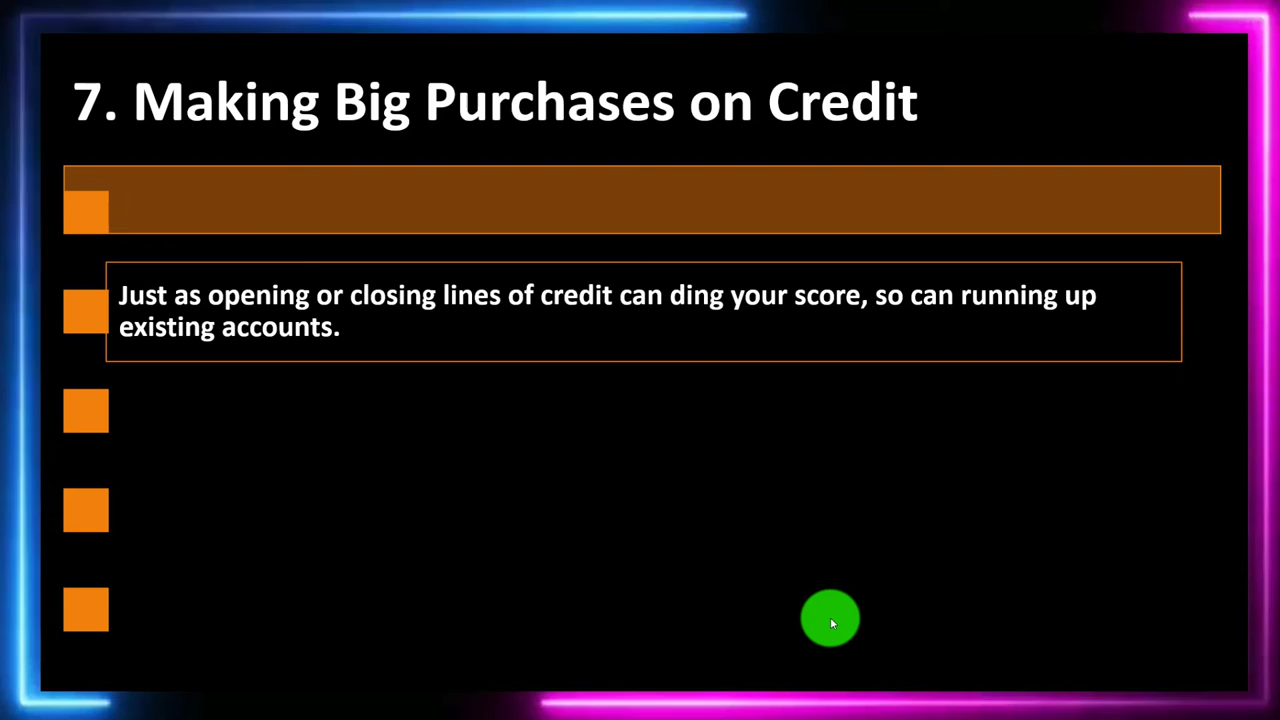 7. Making Big Purchases on Credit
Just as opening or closing lines of credit can ding your score, so can running up
existing accounts.